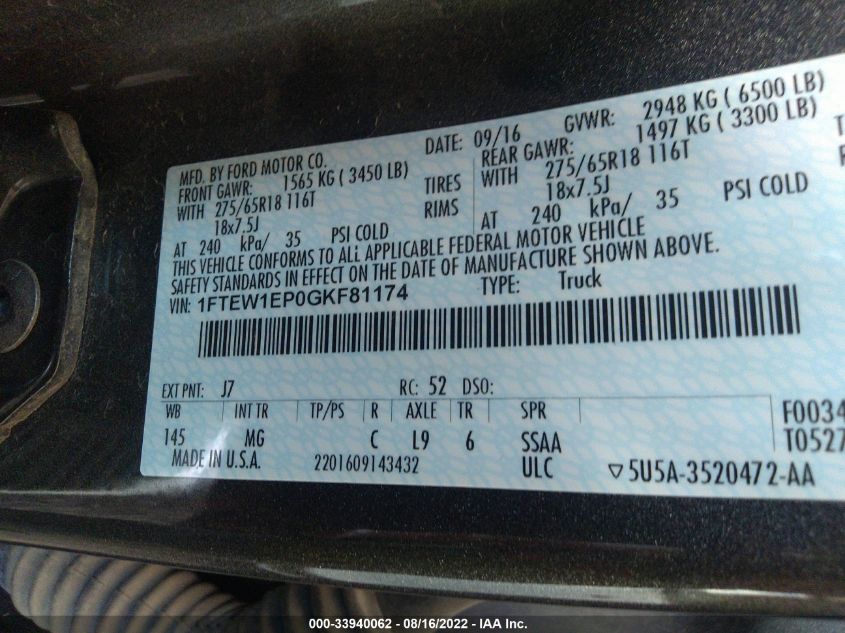 MFD. BY FORD MOTOR CO. DATE: 09/16 GVWR: 2948 KG ( 6500 LB)
FRONT GAWR: 1565 KG ( 3450 LB) REAR GAWR: 1497 KG ( 3300 LB)
WITH 275/65R18 116T TIRES WITH 275/65R18 116T
18x7.5J RIMS 18x7.5J
AT 240 kPa/ 35 PSI COLD AT 240 kPa/ 35 PSI COLD
THIS VEHICLE CONFORMS TO ALL APPLICABLE FEDERAL MOTOR VEHICLE
SAFETY STANDARDS IN EFFECT ON THE DATE OF MANUFACTURE SHOWN ABOVE.
VIN: 1FTEW1EP0GKF81174 TYPE: Truck
EXT PNT: J7 RC: 52 DSO:
WB INT TR TP/PS R AXLE TR SPR F0034
145 MG C L9 6 SSAA T0527
MADE IN U.S.A. 2201609143432 ULC ▽5U5A-3520472-AA
000-33940062 - 08/16/2022 - IAA Inc.